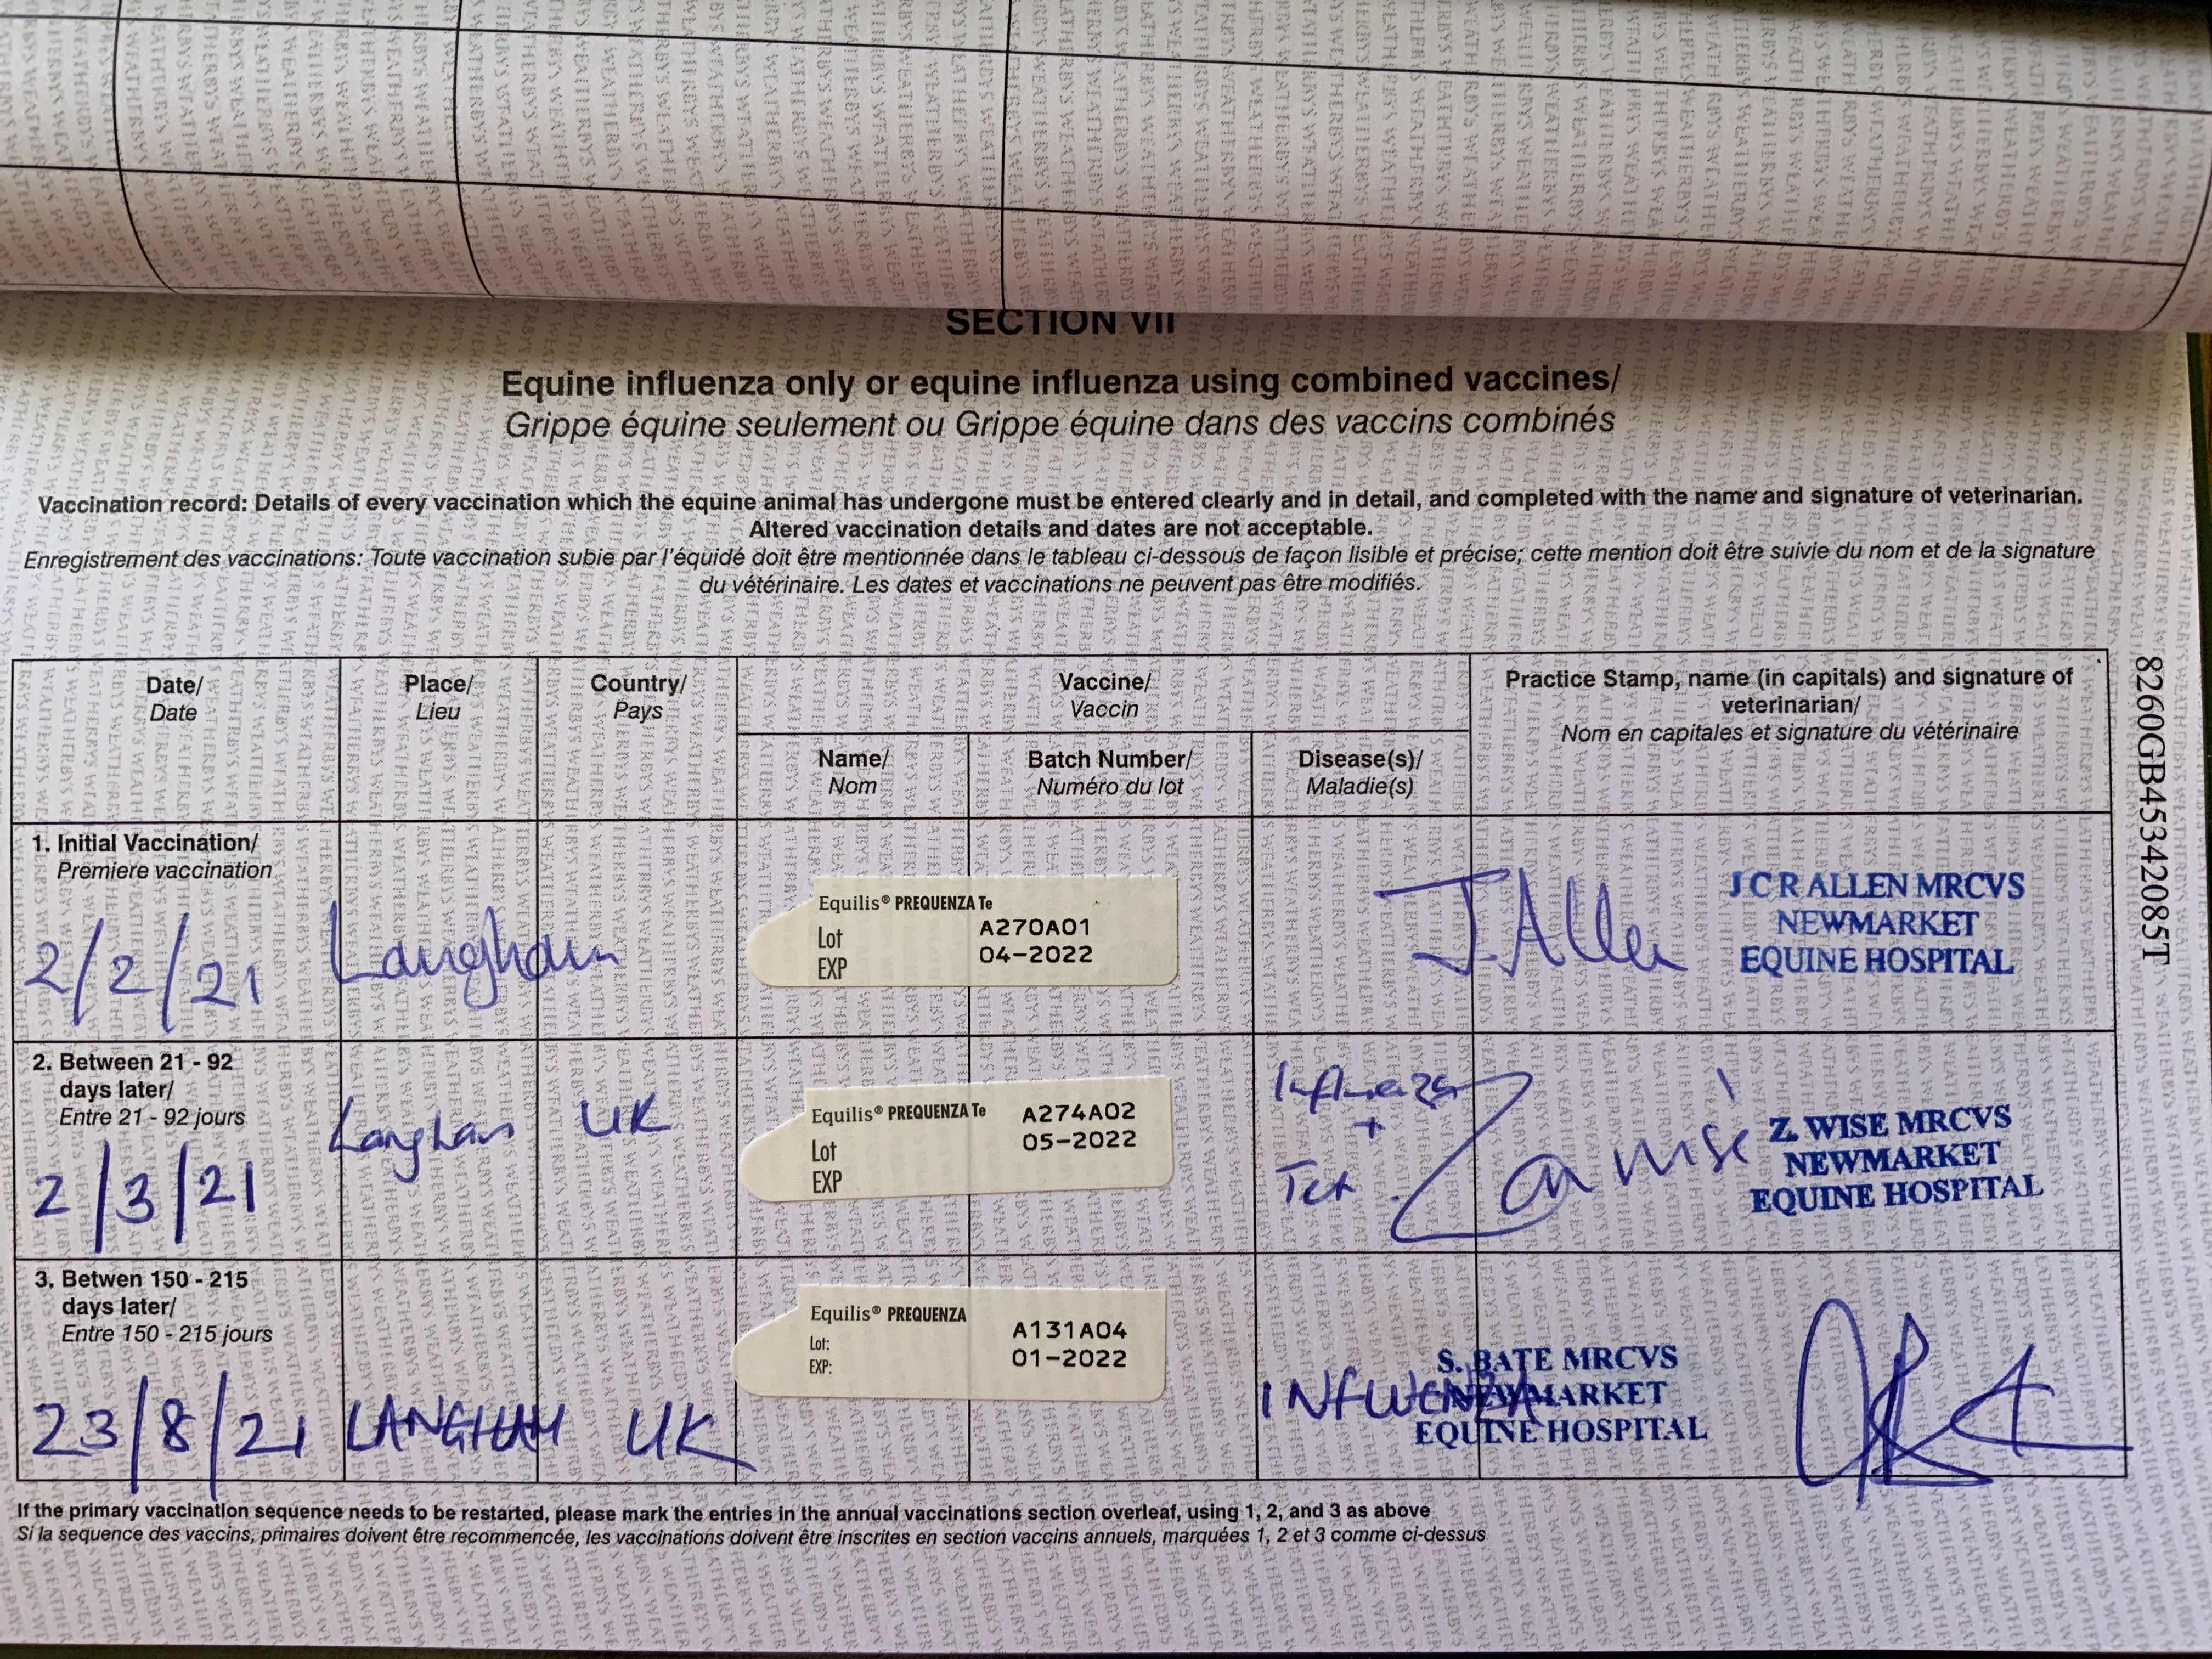 SECTION VII
Equine influenza only or equine influenza using combined vaccines/
Grippe équine seulement ou Grippe équine dans des vaccins combinés
Vaccination record: Details of every vaccination which the equine animal has undergone must be entered clearly and in detail, and completed with the name and signature of veterinarian.
Altered vaccination details and dates are not acceptable.
Enregistrement des vaccinations: Toute vaccination subie par l'équidé doit être mentionnée dans le tableau ci-dessous de façon lisible et précise; cette mention doit être suivie du nom et de la signature
du vétérinaire. Les dates et vaccinations ne peuvent pas être modifiés.
8260GB45342085T
Date/
Date
Place/
Lieu
Country/
Pays
Vaccine/
Vaccin
Practice Stamp, name (in capitals) and signature of
veterinarian/
Nom en capitales et signature du vétérinaire
Name/
Nom
Batch Number/
Numéro du lot
Disease(s)/
Maladie(s)
1. Initial Vaccination/
Premiere vaccination
2/2/21
Langham
Equilis® PREQUENZA Te
Lot A270A01
EXP 04-2022
J. Allen
J C R ALLEN MRCVS
NEWMARKET
EQUINE HOSPITAL
2. Between 21 - 92
days later/
Entre 21 - 92 jours
2/3/21
Langham
UK
Equilis® PREQUENZA Te
Lot A274A02
EXP 05-2022
Influenza
+
Tet
Z a wise
Z. WISE MRCVS
NEWMARKET
EQUINE HOSPITAL
3. Betwen 150 - 215
days later/
Entre 150 - 215 jours
23/8/21
LANGHAM
UK
Equilis® PREQUENZA
Lot: A131A04
EXP: 01-2022
INFLUENZA
S. BATE MRCVS
NEWMARKET
EQUINE HOSPITAL
If the primary vaccination sequence needs to be restarted, please mark the entries in the annual vaccinations section overleaf, using 1, 2, and 3 as above
Si la sequence des vaccins, primaires doivent être recommencée, les vaccinations doivent être inscrites en section vaccins annuels, marquées 1, 2 et 3 comme ci-dessus